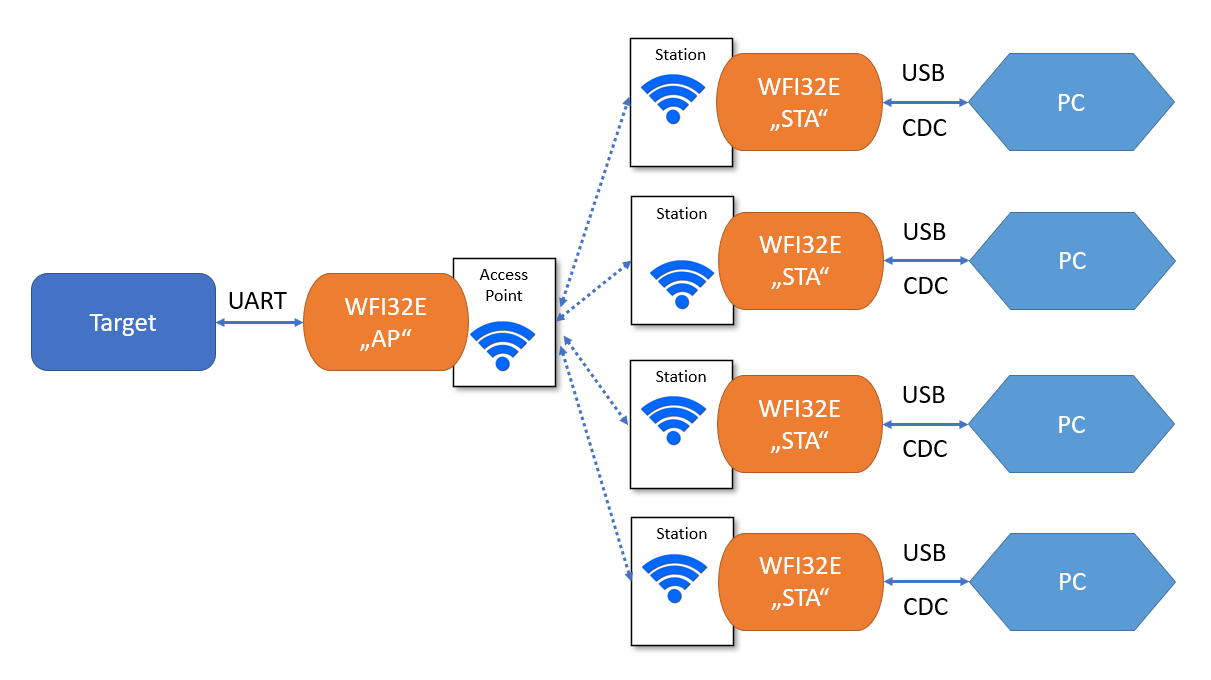 Target
UART
WFI32E
„AP“
Access
Point
Station
WFI32E
„STA“
USB
CDC
PC
Station
WFI32E
„STA“
USB
CDC
PC
Station
WFI32E
„STA“
USB
CDC
PC
Station
WFI32E
„STA“
USB
CDC
PC